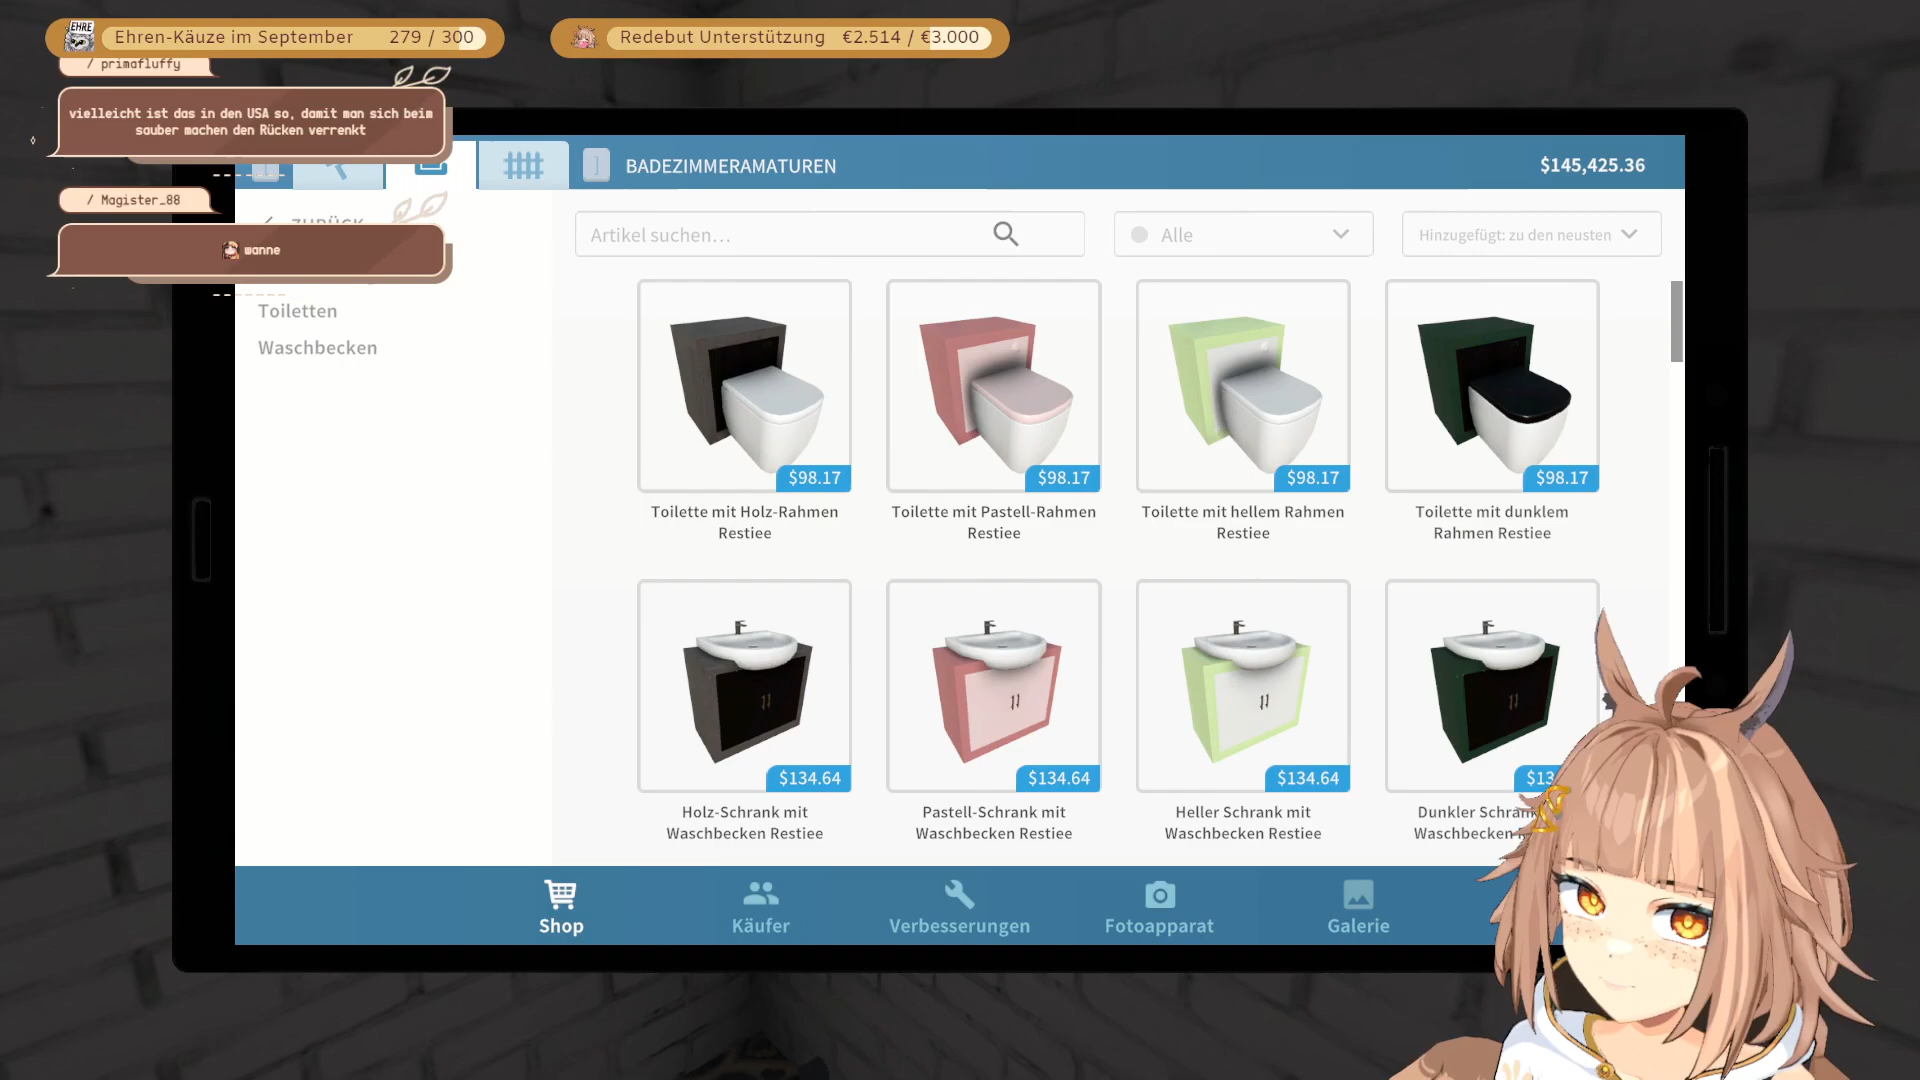 EHRE
Ehren-Käuze im September 279 / 300
Redebut Unterstützung €2.514 / €3.000
/ primafluffy
vielleicht ist das in den USA so, damit man sich beim
sauber machen den Rücken verrenkt
/ Magister_88
wanne
BADEZIMMERAMATUREN
$145,425.36
ZURÜCK
Artikel suchen...
Alle
Hinzugefügt: zu den neusten
Toiletten
Waschbecken
$98.17
$98.17
$98.17
$98.17
Toilette mit Holz-Rahmen
Restiee
Toilette mit Pastell-Rahmen
Restiee
Toilette mit hellem Rahmen
Restiee
Toilette mit dunklem
Rahmen Restiee
$134.64
$134.64
$134.64
$13
Holz-Schrank mit
Waschbecken Restiee
Pastell-Schrank mit
Waschbecken Restiee
Heller Schrank mit
Waschbecken Restiee
Dunkler Schrank
Waschbecken
Shop
Käufer
Verbesserungen
Fotoapparat
Galerie